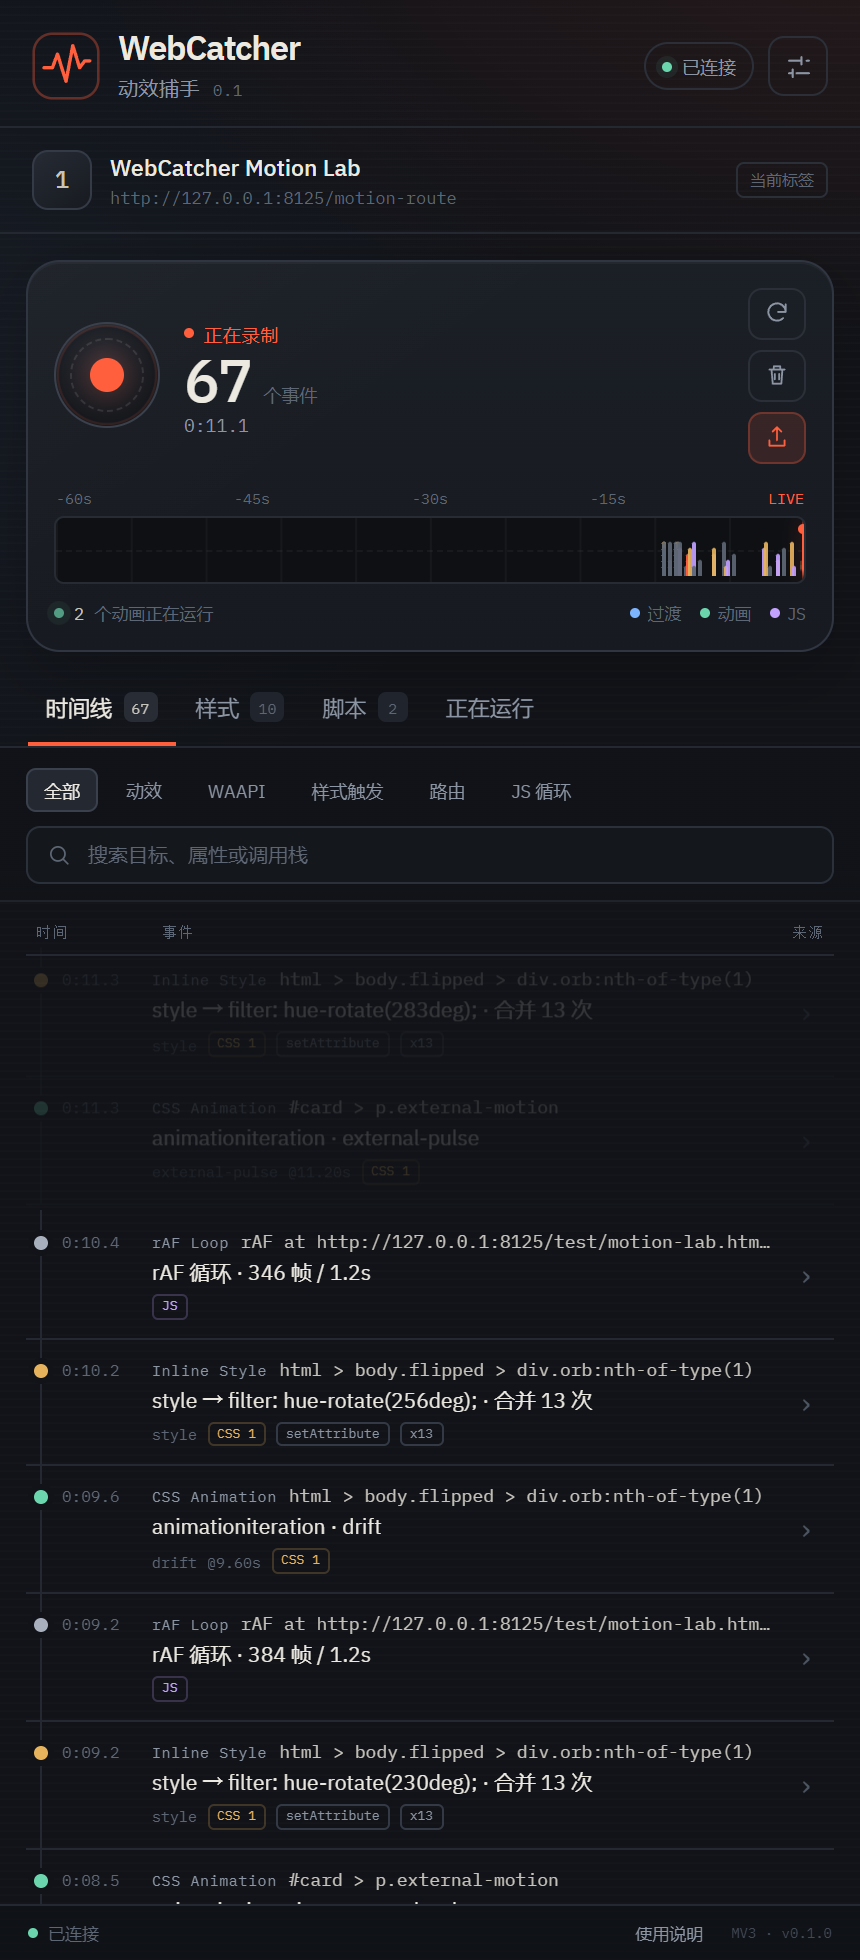 WebCatcher
动效捕手 0.1
已连接
1
WebCatcher Motion Lab
http://127.0.0.1:8125/motion-route
当前标签
正在录制
67 个事件
0:11.1
-60s -45s -30s -15s LIVE
2 个动画正在运行
过渡 动画 JS
时间线 67 样式 10 脚本 2 正在运行
全部 动效 WAAPI 样式触发 路由 JS 循环
搜索目标、属性或调用栈
时间 事件 来源
0:11.3 Inline Style html > body.flipped > div.orb:nth-of-type(1)
style → filter: hue-rotate(283deg); · 合并 13 次
style CSS 1 setAttribute x13
0:11.3 CSS Animation #card > p.external-motion
animationiteration · external-pulse
external-pulse @11.20s CSS 1
0:10.4 rAF Loop rAF at http://127.0.0.1:8125/test/motion-lab.htm…
rAF 循环 · 346 帧 / 1.2s
JS
0:10.2 Inline Style html > body.flipped > div.orb:nth-of-type(1)
style → filter: hue-rotate(256deg); · 合并 13 次
style CSS 1 setAttribute x13
0:09.6 CSS Animation html > body.flipped > div.orb:nth-of-type(1)
animationiteration · drift
drift @9.60s CSS 1
0:09.2 rAF Loop rAF at http://127.0.0.1:8125/test/motion-lab.htm…
rAF 循环 · 384 帧 / 1.2s
JS
0:09.2 Inline Style html > body.flipped > div.orb:nth-of-type(1)
style → filter: hue-rotate(230deg); · 合并 13 次
style CSS 1 setAttribute x13
0:08.5 CSS Animation #card > p.external-motion
已连接
使用说明 MV3 · v0.1.0